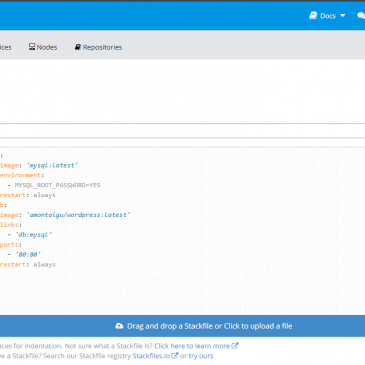 Docs
ices Nodes Repositories
:
image: 'mysql:latest'
environment:
- MYSQL_ROOT_PASSWORD=YES
restart: always
b:
image: 'amontaigu/wordpress:latest'
links:
- 'db:mysql'
ports:
- '80:80'
restart: always
Drag and drop a Stackfile or Click to upload a file
aces for indentation. Not sure what a Stackfile is? Click here to learn more
e a Stackfile? Search our Stackfile registry Stackfiles.io or try ours